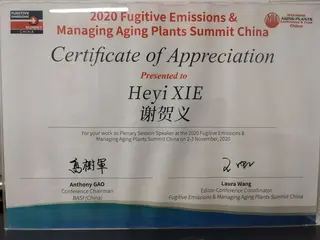 2020 Fugitive Emissions &
Managing Aging Plants Summit China
Certificate of Appreciation
Presented to
Heyi XIE
谢贺义
For your work as Plenary Session Speaker at the 2020 Fugitive Emissions &
Managing Aging Plants Summit China on 2-3 November, 2020
Anthony GAO
Conference Chairman
BASF(China)
Laura Wang
Conference Coordinator
Fugitive Emissions & Managing Aging Plants Summit China